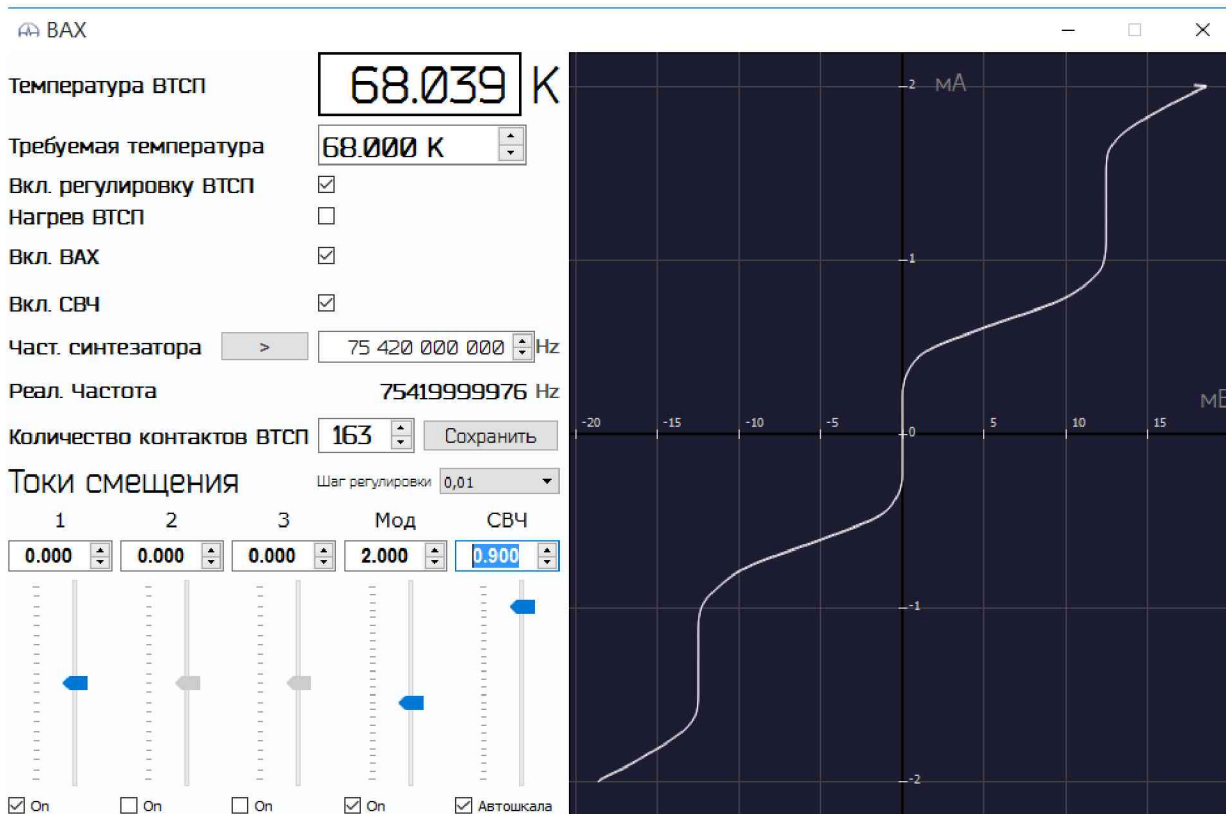 ВАХ
Температура ВТСП 68.039 K
Требуемая температура 68.000 K
Вкл. регулировку ВТСП
Нагрев ВТСП
Вкл. ВАХ
Вкл. СВЧ
Част. синтезатора > 75 420 000 000 Hz
Реал. Частота 75419999976 Hz
Количество контактов ВТСП 163 Сохранить
Токи смещения Шаг регулировки 0,01
1 2 3 Мод СВЧ
0.000 0.000 0.000 2.000 0.900
On On On On Автошкала
2 мА
1
мВ
-20 -15 -10 -5 0 5 10 15
-1
-2